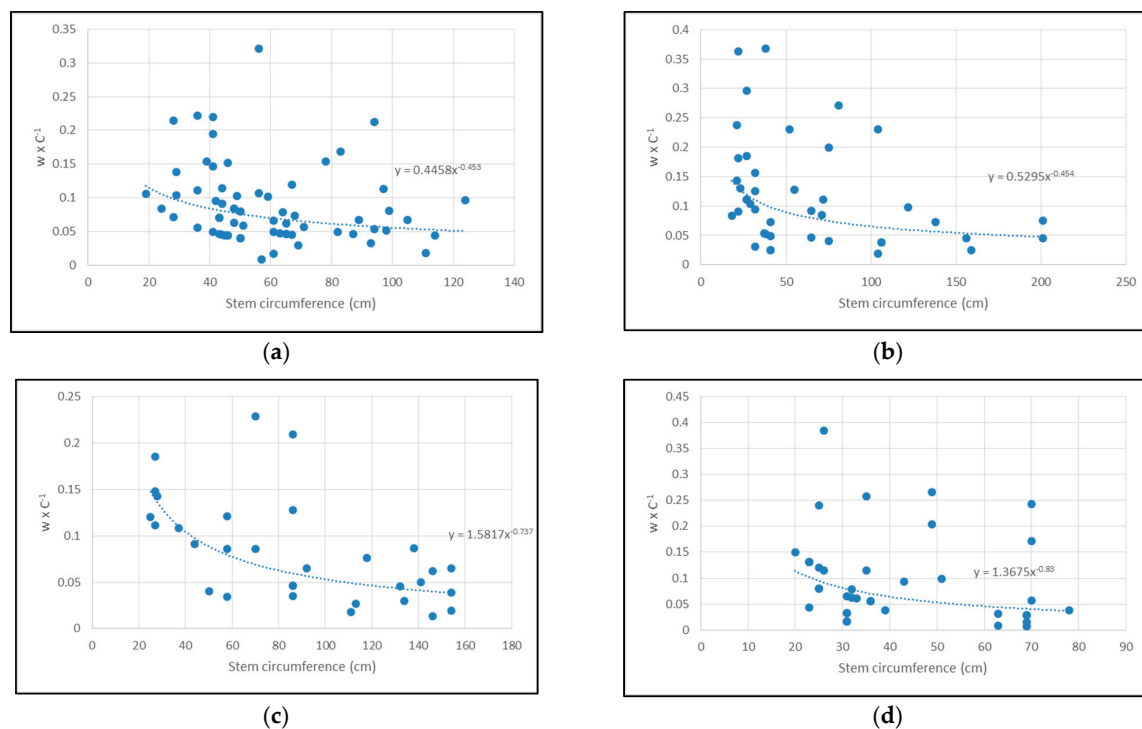 0.35
0.3
0.25
0.2
0.15
0.1
0.05
0
w x C-1
y = 0.4458x-0.453
0 20 40 60 80 100 120 140
Stem circumference (cm)
(a)
0.4
0.35
0.3
0.25
0.2
0.15
0.1
0.05
0
w x C-1
y = 0.5295x-0.454
0 50 100 150 200 250
Stem circumference (cm)
(b)
0.25
0.2
0.15
0.1
0.05
0
w x C-1
y = 1.5817x-0.737
0 20 40 60 80 100 120 140 160 180
Stem circumference (cm)
(c)
0.45
0.4
0.35
0.3
0.25
0.2
0.15
0.1
0.05
0
w x C-1
y = 1.3675x-0.83
0 10 20 30 40 50 60 70 80 90
Stem circumference (cm)
(d)